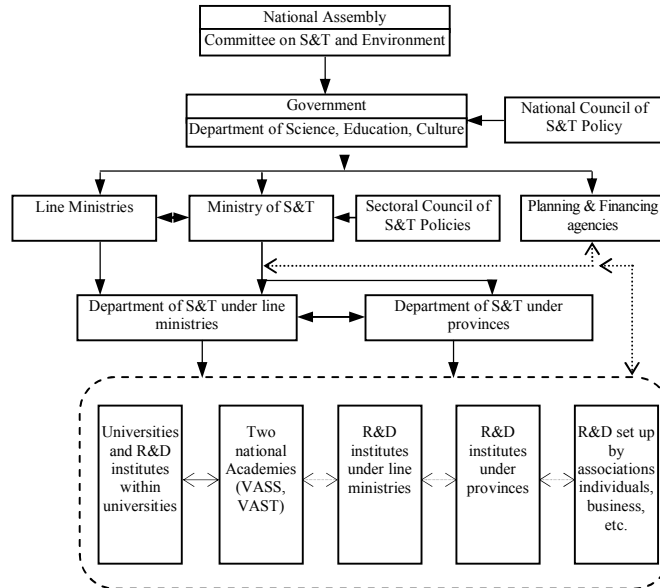 National Assembly
Committee on S&T and Environment
Government
Department of Science, Education, Culture
National Council of
S&T Policy
Line Ministries
Ministry of S&T
Sectoral Council of
S&T Policies
Planning & Financing
agencies
Department of S&T under line
ministries
Department of S&T under
provinces
Universities
and R&D
institutes
within
universities
Two
national
Academies
(VASS,
VAST)
R&D
institutes
under line
ministries
R&D
institutes
under
provinces
R&D set up
by
associations
individuals,
business,
etc.